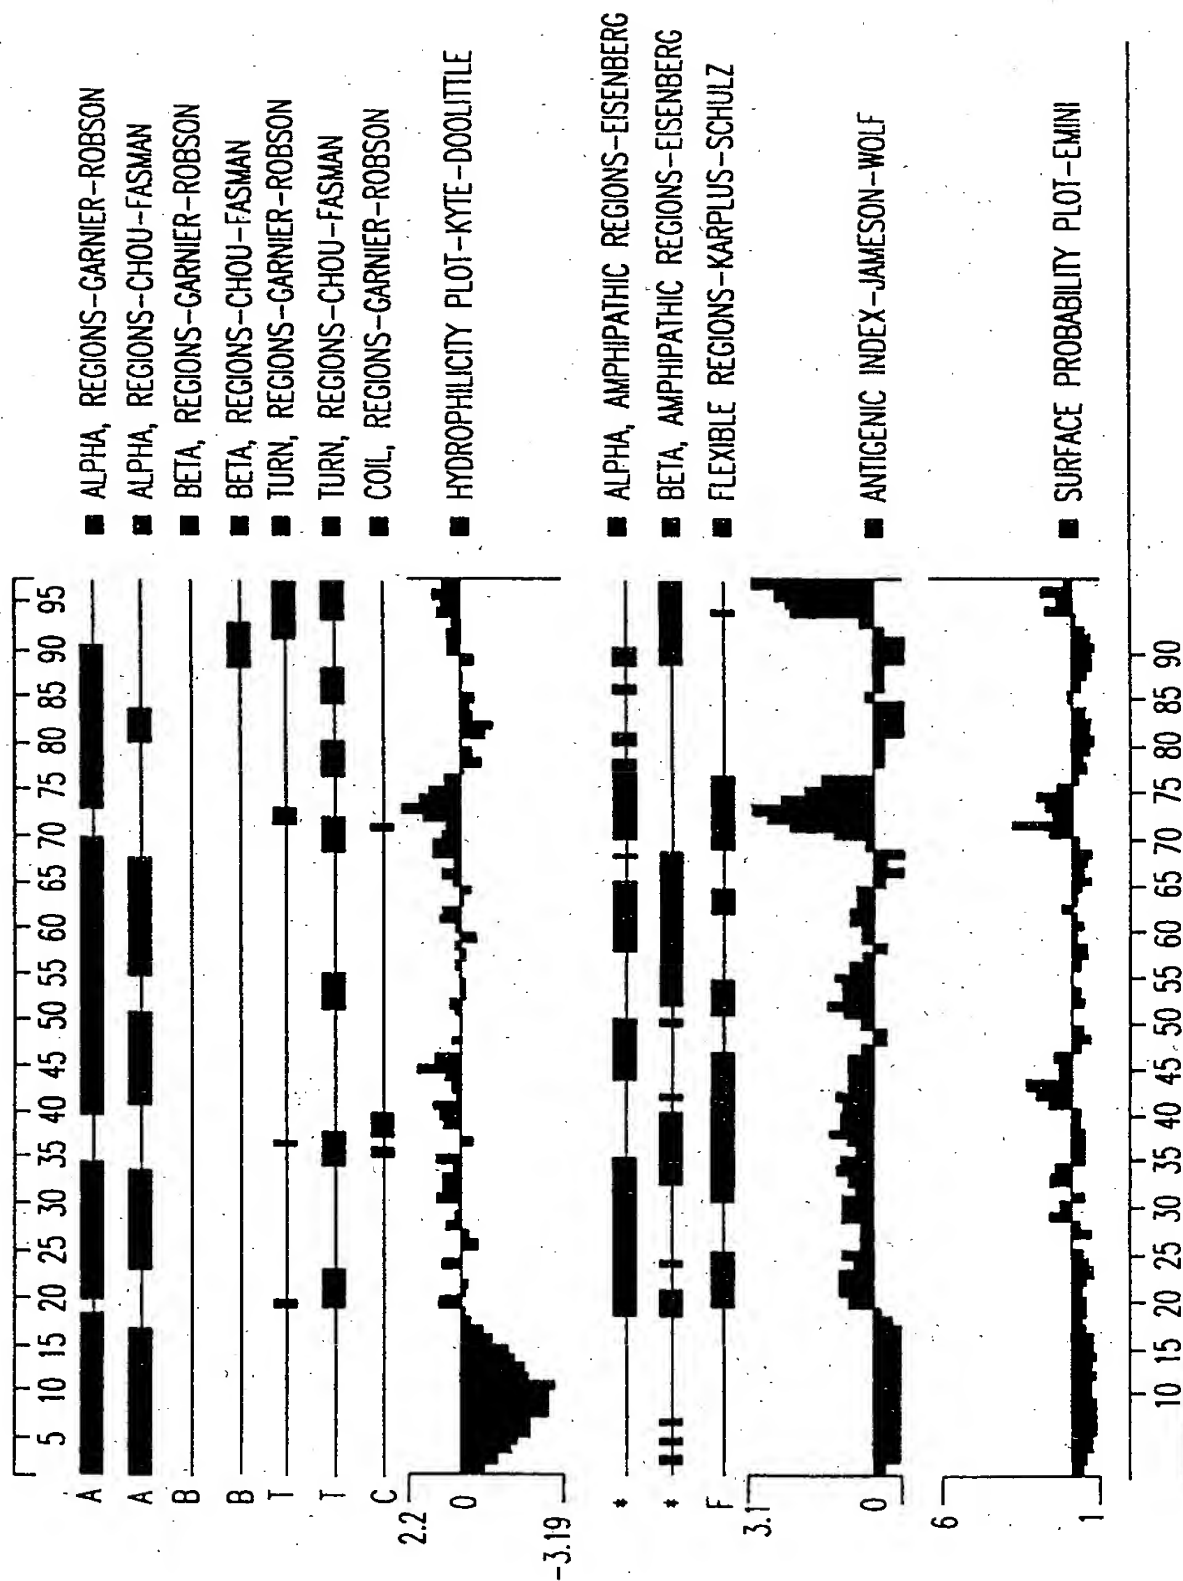 5 10 15 20 25 30 35 40 45 50 55 60 65 70 75 80 85 90 95
A ■ ALPHA, REGIONS-GARNIER-ROBSON
A ■ ALPHA, REGIONS-CHOU-FASMAN
B ■ BETA, REGIONS-GARNIER-ROBSON
B ■ BETA, REGIONS-CHOU-FASMAN
T ■ TURN, REGIONS-GARNIER-ROBSON
T ■ TURN, REGIONS-CHOU-FASMAN
C ■ COIL, REGIONS-GARNIER-ROBSON
2.2
0 ■ HYDROPHILICITY PLOT-KYTE-DOOLITTLE
-3.19
* ■ ALPHA, AMPHIPATHIC REGIONS-EISENBERG
* ■ BETA, AMPHIPATHIC REGIONS-EISENBERG
F ■ FLEXIBLE REGIONS-KARPLUS-SCHULZ
3.1
0 ■ ANTIGENIC INDEX-JAMESON-WOLF
6
■ SURFACE PROBABILITY PLOT-EMINI
1
10 15 20 25 30 35 40 45 50 55 60 65 70 75 80 85 90